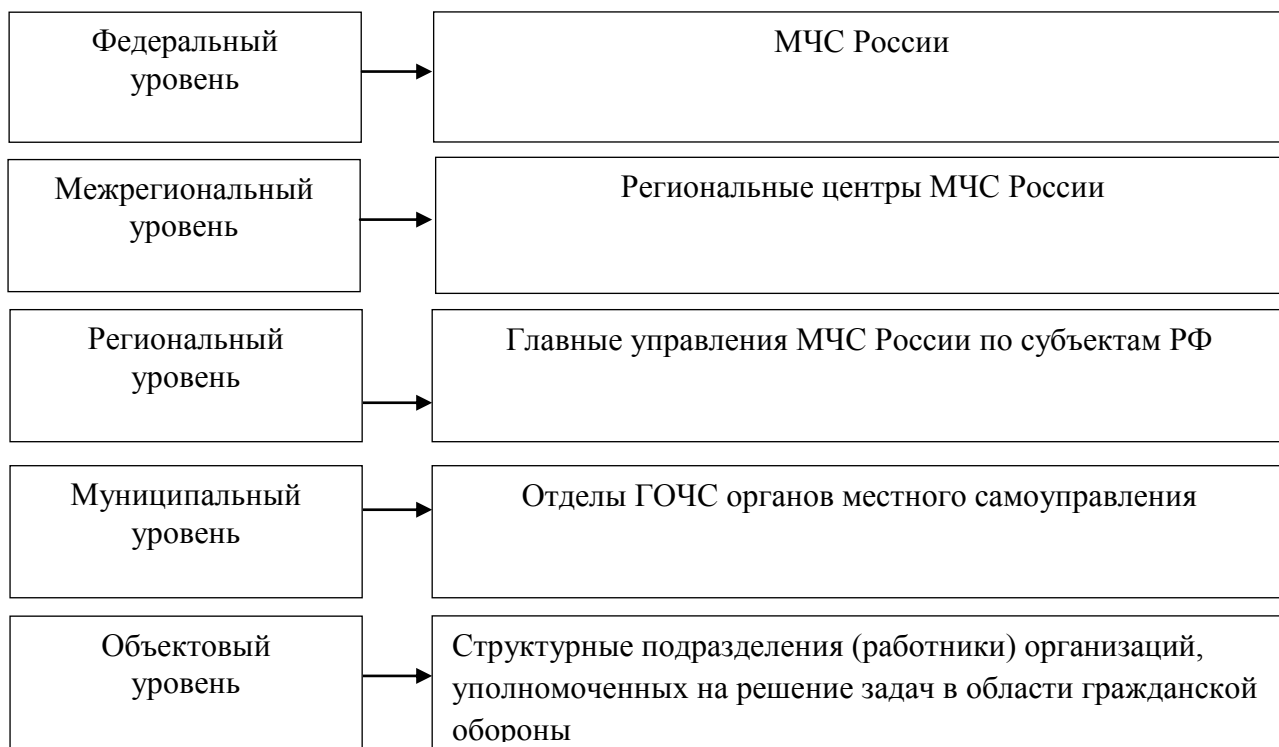 Федеральный
уровень
МЧС России
Межрегиональный
уровень
Региональные центры МЧС России
Региональный
уровень
Главные управления МЧС России по субъектам РФ
Муниципальный
уровень
Отделы ГОЧС органов местного самоуправления
Объектовый
уровень
Структурные подразделения (работники) организаций,
уполномоченных на решение задач в области гражданской
обороны